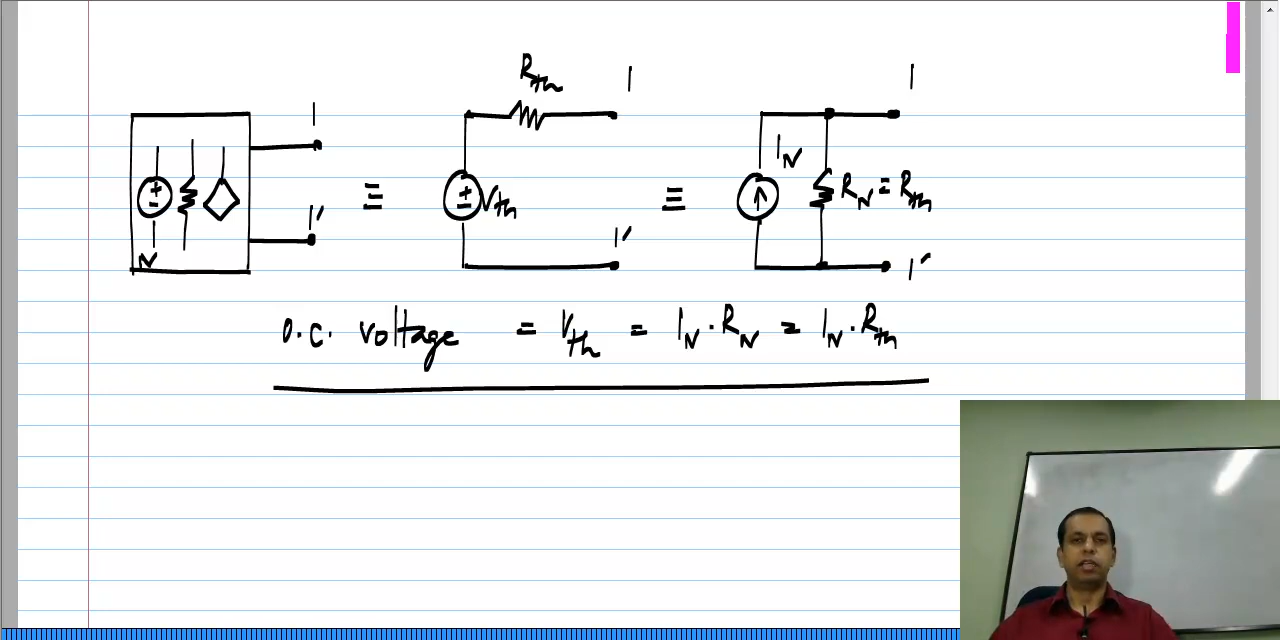 R_th
1 1 1
I_N
V_th R_N = R_th
≡ ≡
1' 1' 1'
N
O.C. Voltage = V_th = I_N · R_N = I_N · R_th